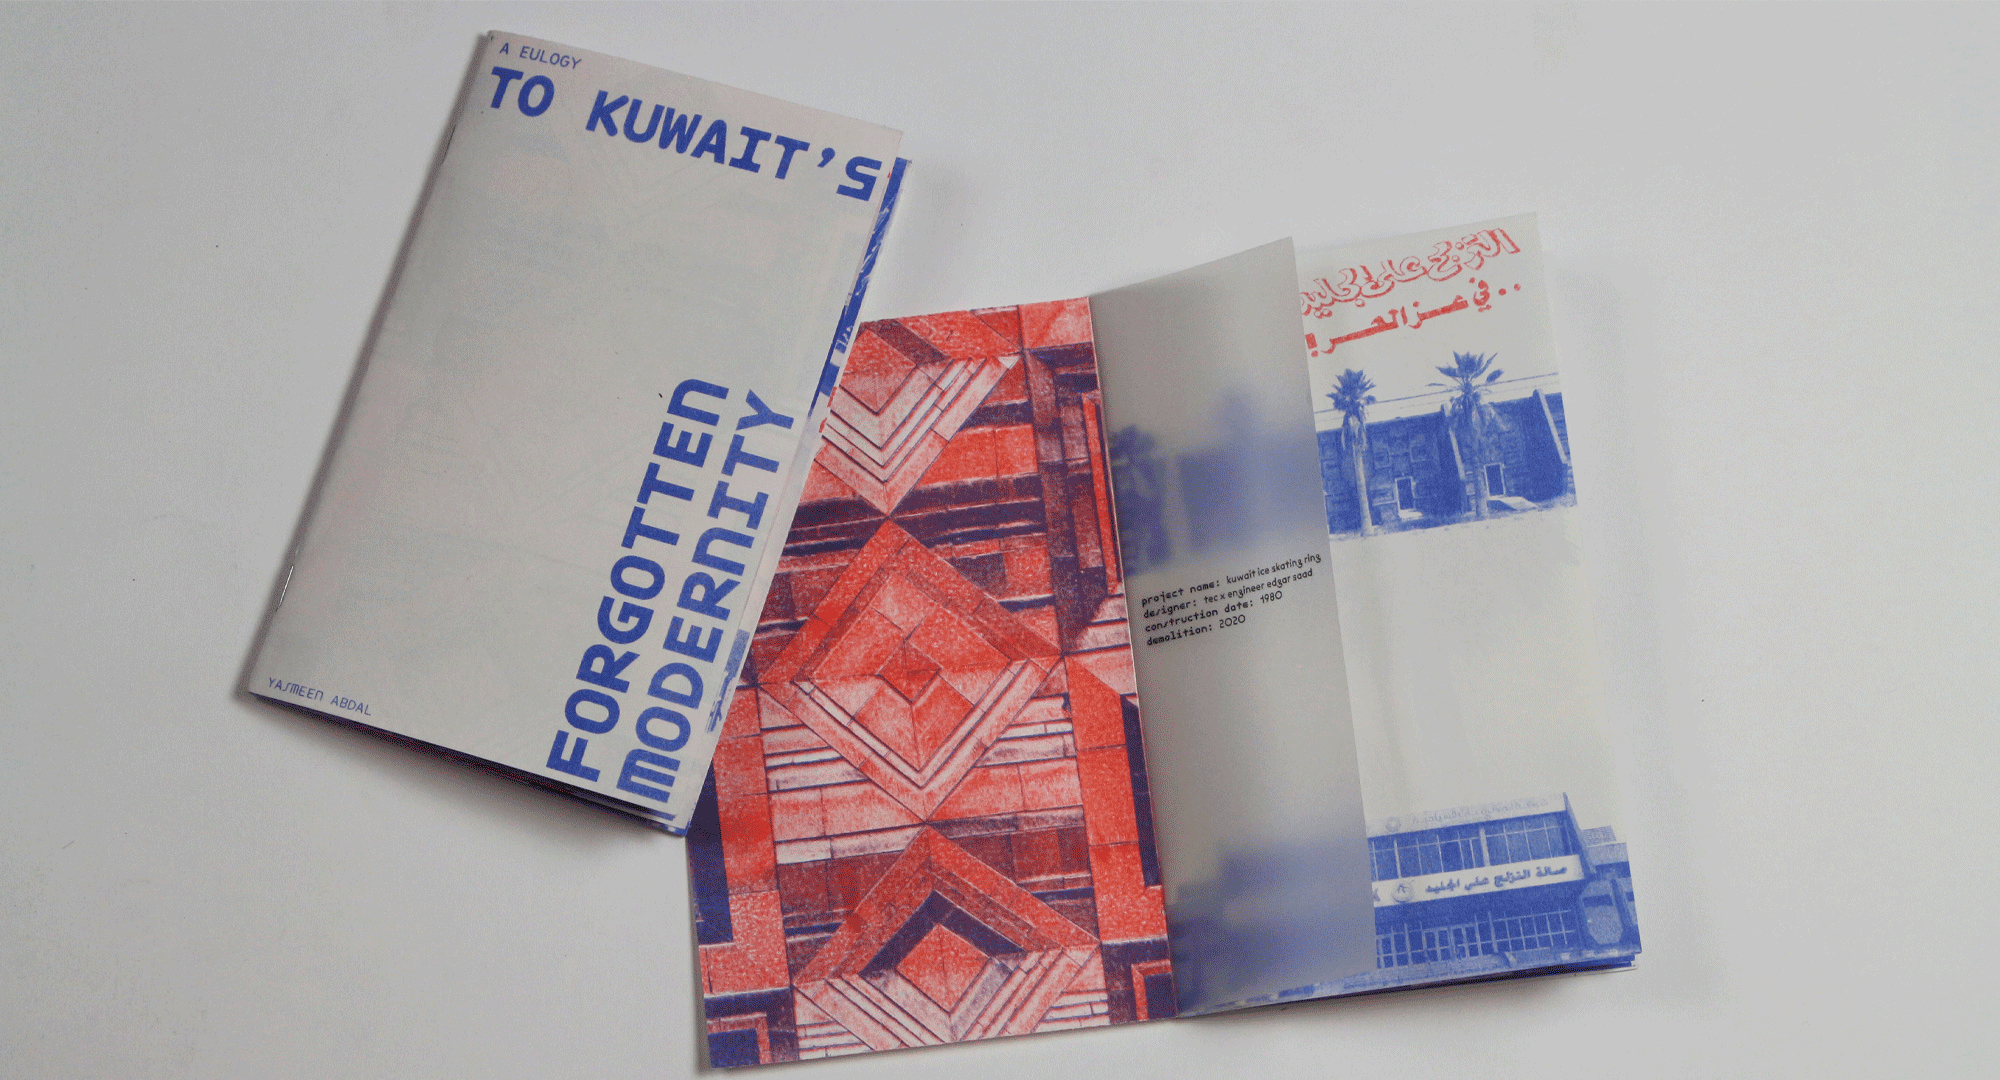 A EULOGY
TO KUWAIT'S
FORGOTTEN
MODERNITY
YASMEEN ABDAL
project name: kuwait ice skating ring
designer: tec x engineer edgar saad
construction date: 1980
demolition: 2020
التزلج على الجليد
.. في عز الحر!
صالة التزلج على الجليد